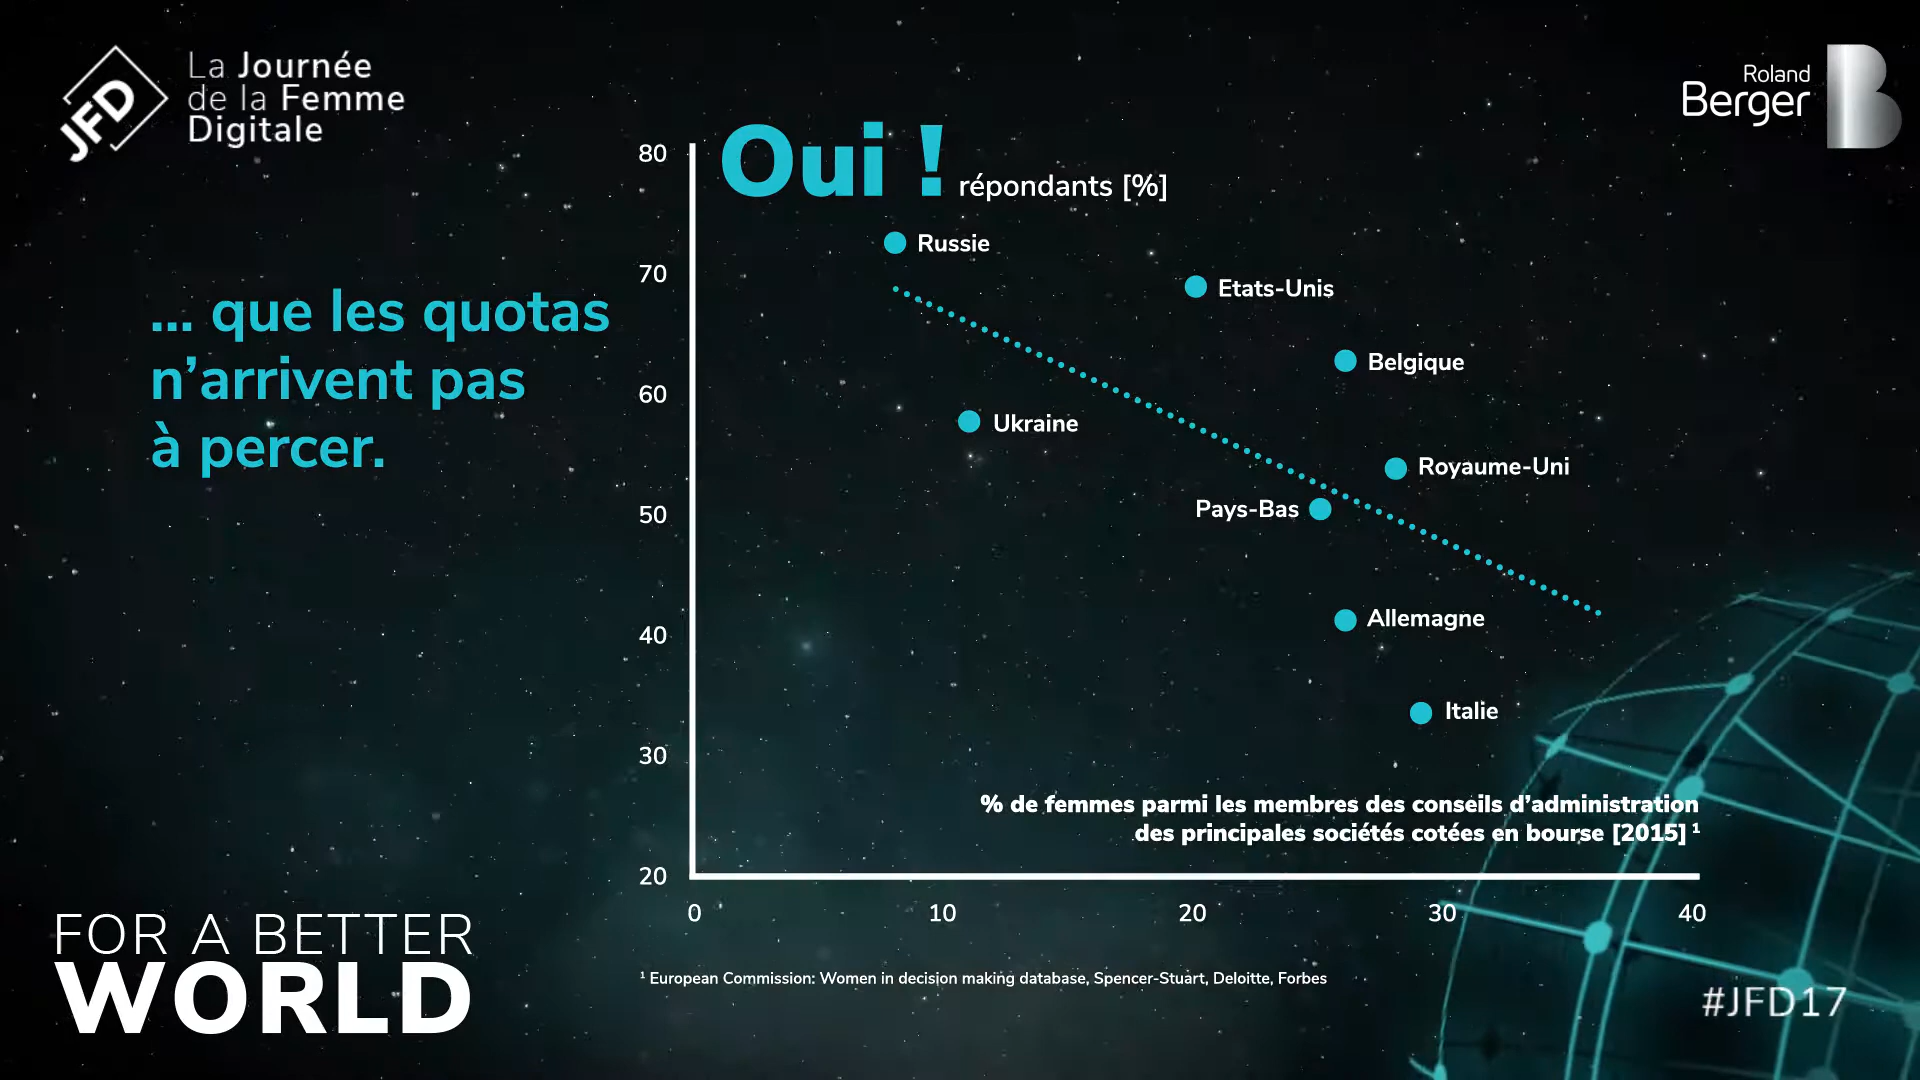 JFD
La Journée
de la Femme
Digitale
Roland
Berger
B
Oui ! répondants [%]
... que les quotas
n’arrivent pas
à percer.
80
70
60
50
40
30
20
Russie
Etats-Unis
Belgique
Ukraine
Royaume-Uni
Pays-Bas
Allemagne
Italie
% de femmes parmi les membres des conseils d’administration
des principales sociétés cotées en bourse [2015] ¹
0 10 20 30 40
¹ European Commission: Women in decision making database, Spencer-Stuart, Deloitte, Forbes
FOR A BETTER
WORLD
#JFD17